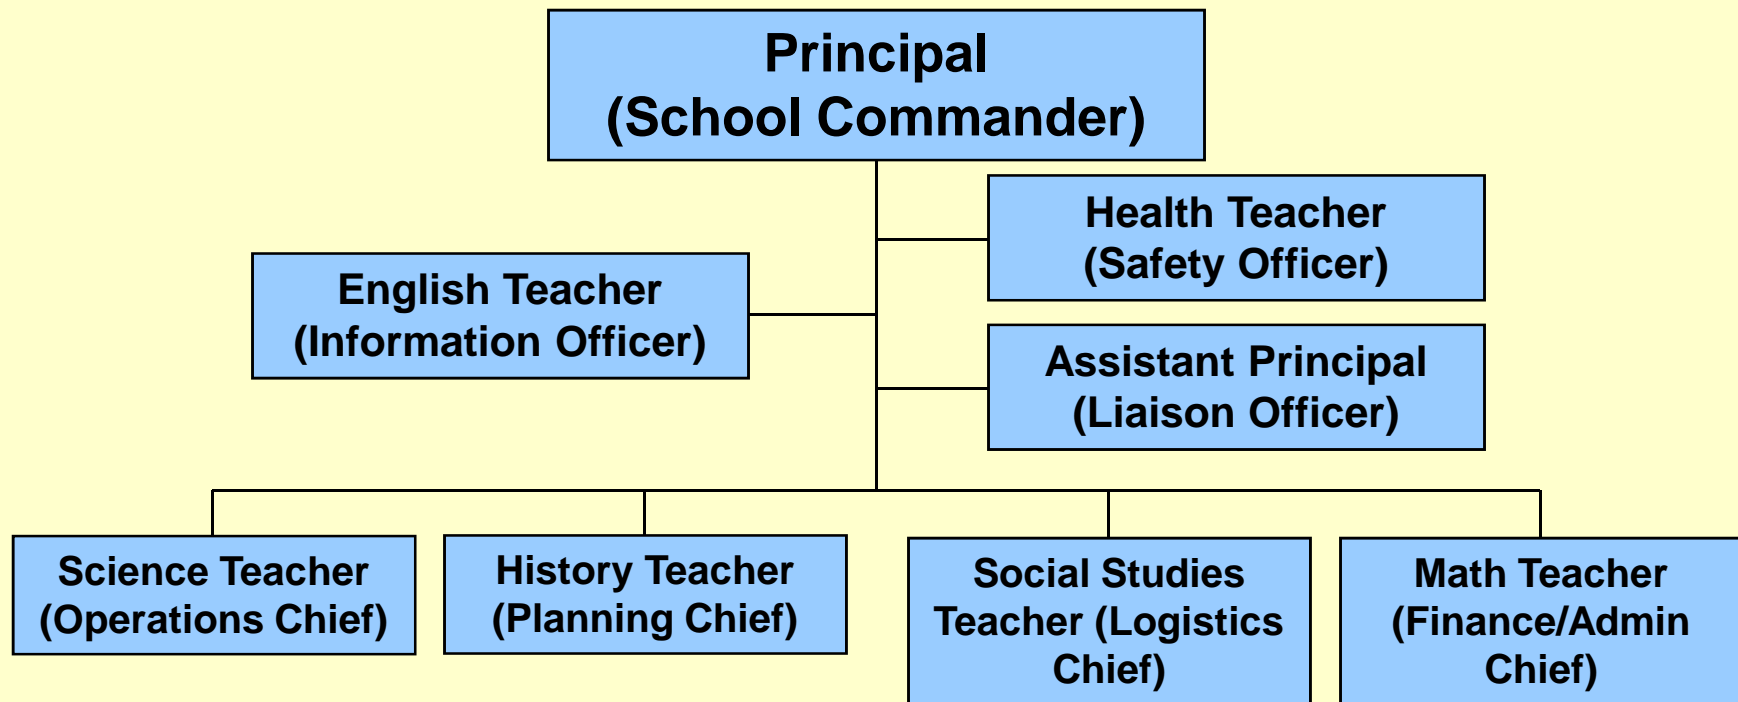 Principal
(School Commander)
Health Teacher
(Safety Officer)
English Teacher
(Information Officer)
Assistant Principal
(Liaison Officer)
Science Teacher
(Operations Chief)
History Teacher
(Planning Chief)
Social Studies
Teacher (Logistics
Chief)
Math Teacher
(Finance/Admin
Chief)